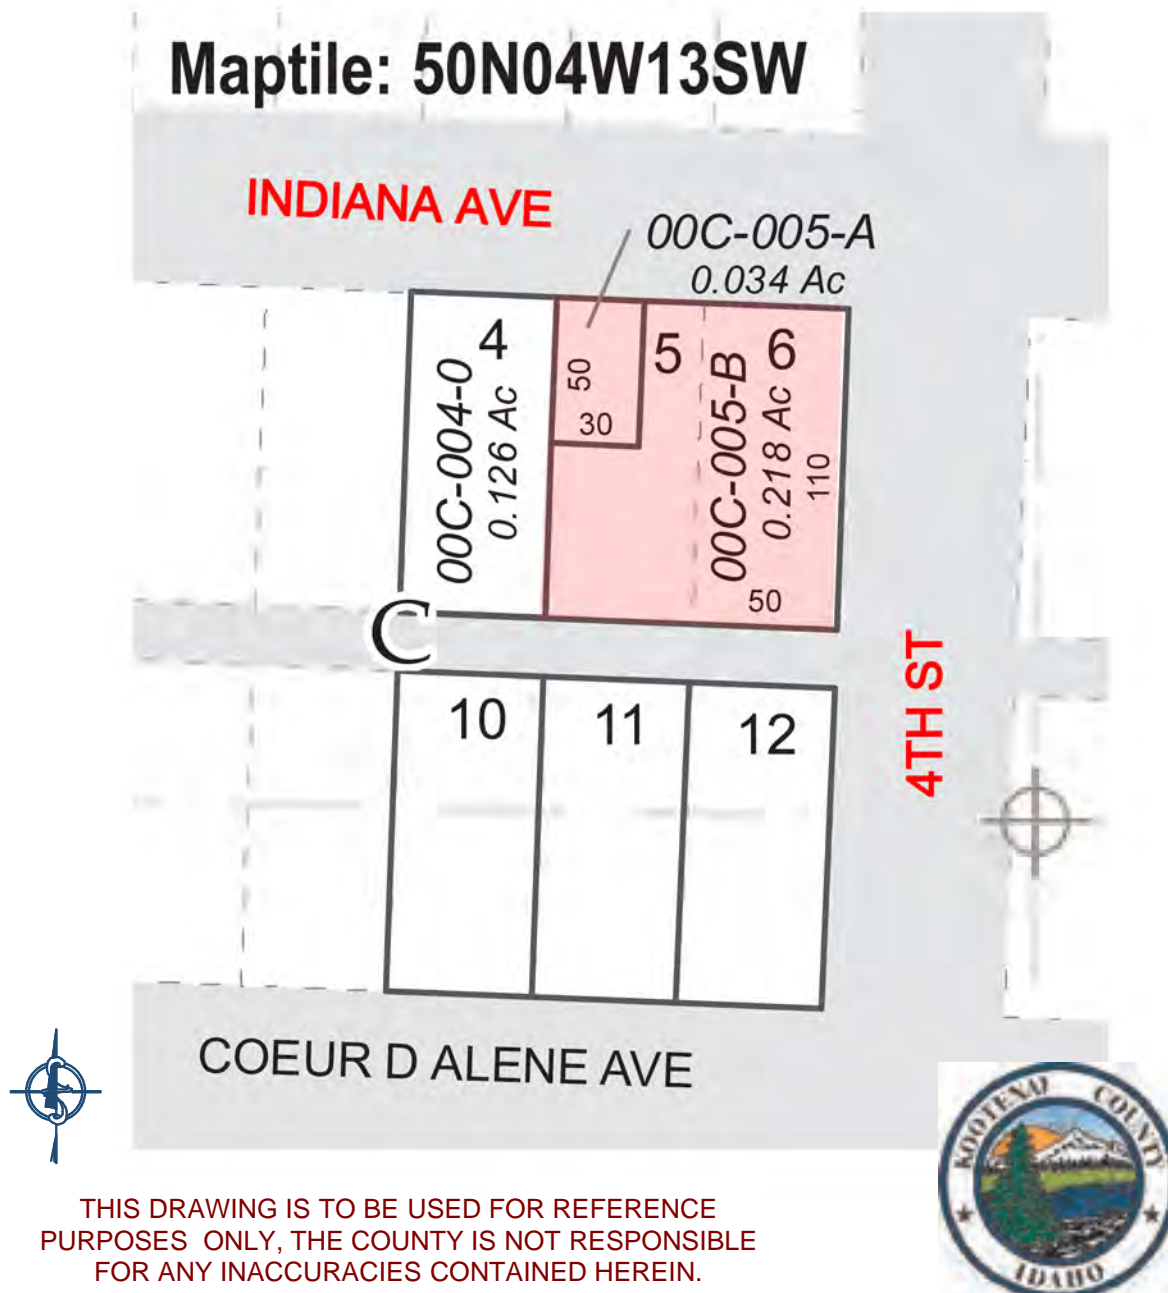 Maptile: 50N04W13SW
INDIANA AVE
00C-005-A
0.034 Ac
4
00C-004-0
0.126 Ac
50
30
5
6
00C-005-B
0.218 Ac
110
50
C
10
11
12
4TH ST
COEUR D ALENE AVE
KOOTENAI COUNTY
IDAHO
THIS DRAWING IS TO BE USED FOR REFERENCE
PURPOSES ONLY, THE COUNTY IS NOT RESPONSIBLE
FOR ANY INACCURACIES CONTAINED HEREIN.